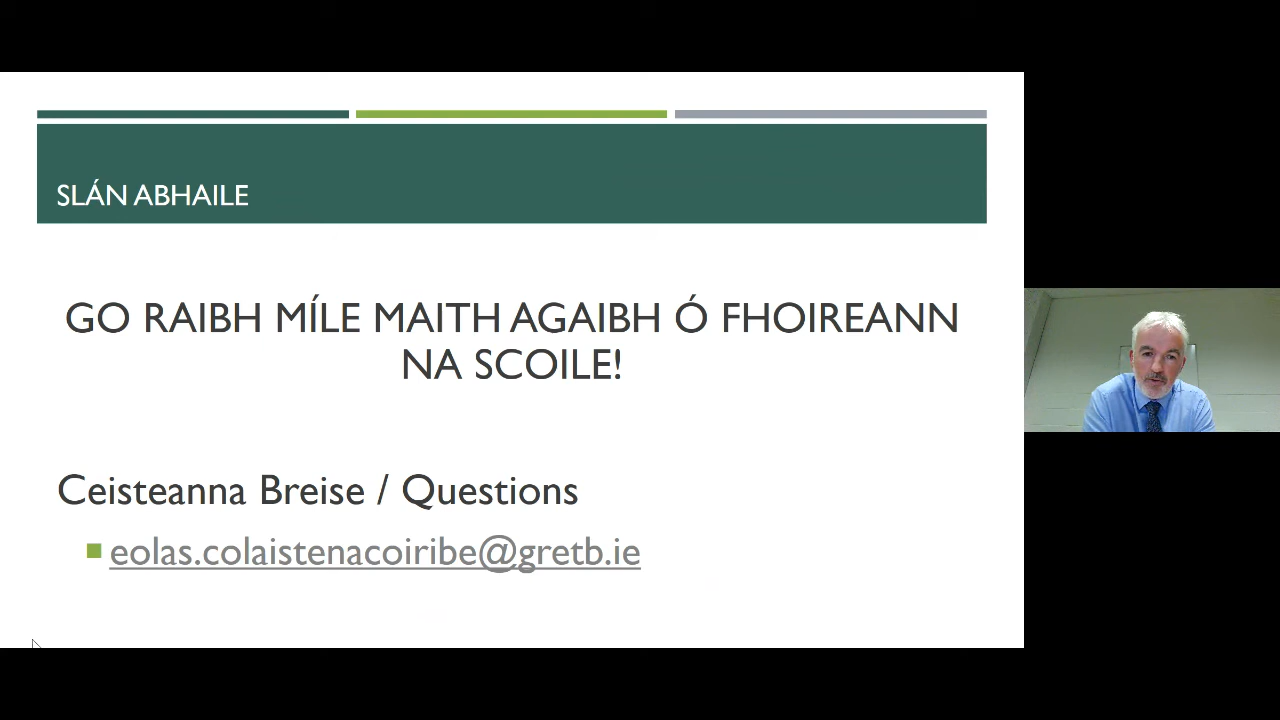 SLÁN ABHAILE
GO RAIBH MÍLE MAITH AGAIBH Ó FHOIREANN
NA SCOILE!
Ceisteanna Breise / Questions
eolas.colaistenacoiribe@gretb.ie